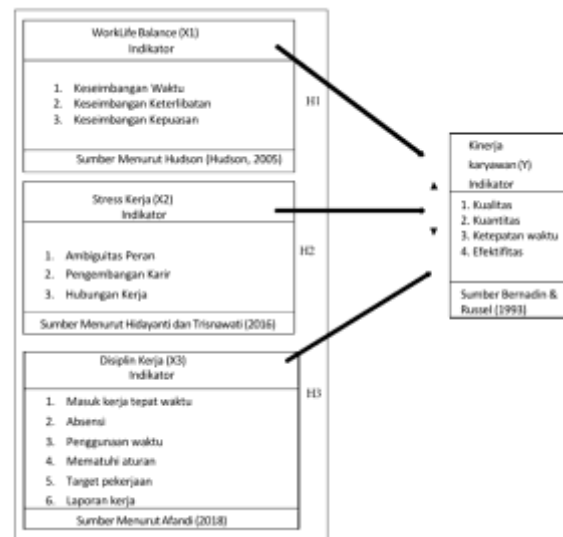 WorkLife Balance (X1)
Indikator
1. Keseimbangan Waktu
2. Keseimbangan Keterlibatan
3. Keseimbangan Kepuasan
Sumber Menurut Hudson (Hudson, 2005)
H1
Stress Kerja (X2)
Indikator
1. Ambiguitas Peran
2. Pengembangan Karir
3. Hubungan Kerja
Sumber Menurut Hidayanti dan Trisnawati (2016)
H2
Disiplin Kerja (X3)
Indikator
1. Masuk kerja tepat waktu
2. Absensi
3. Penggunaan waktu
4. Mematuhi aturan
5. Target pekerjaan
6. Laporan kerja
Sumber Menurut Afandi (2018)
H3
Kinerja
karyawan (Y)
Indikator
1. Kualitas
2. Kuantitas
3. Ketepatan waktu
4. Efektifitas
Sumber Bernadin &
Russel (1993)